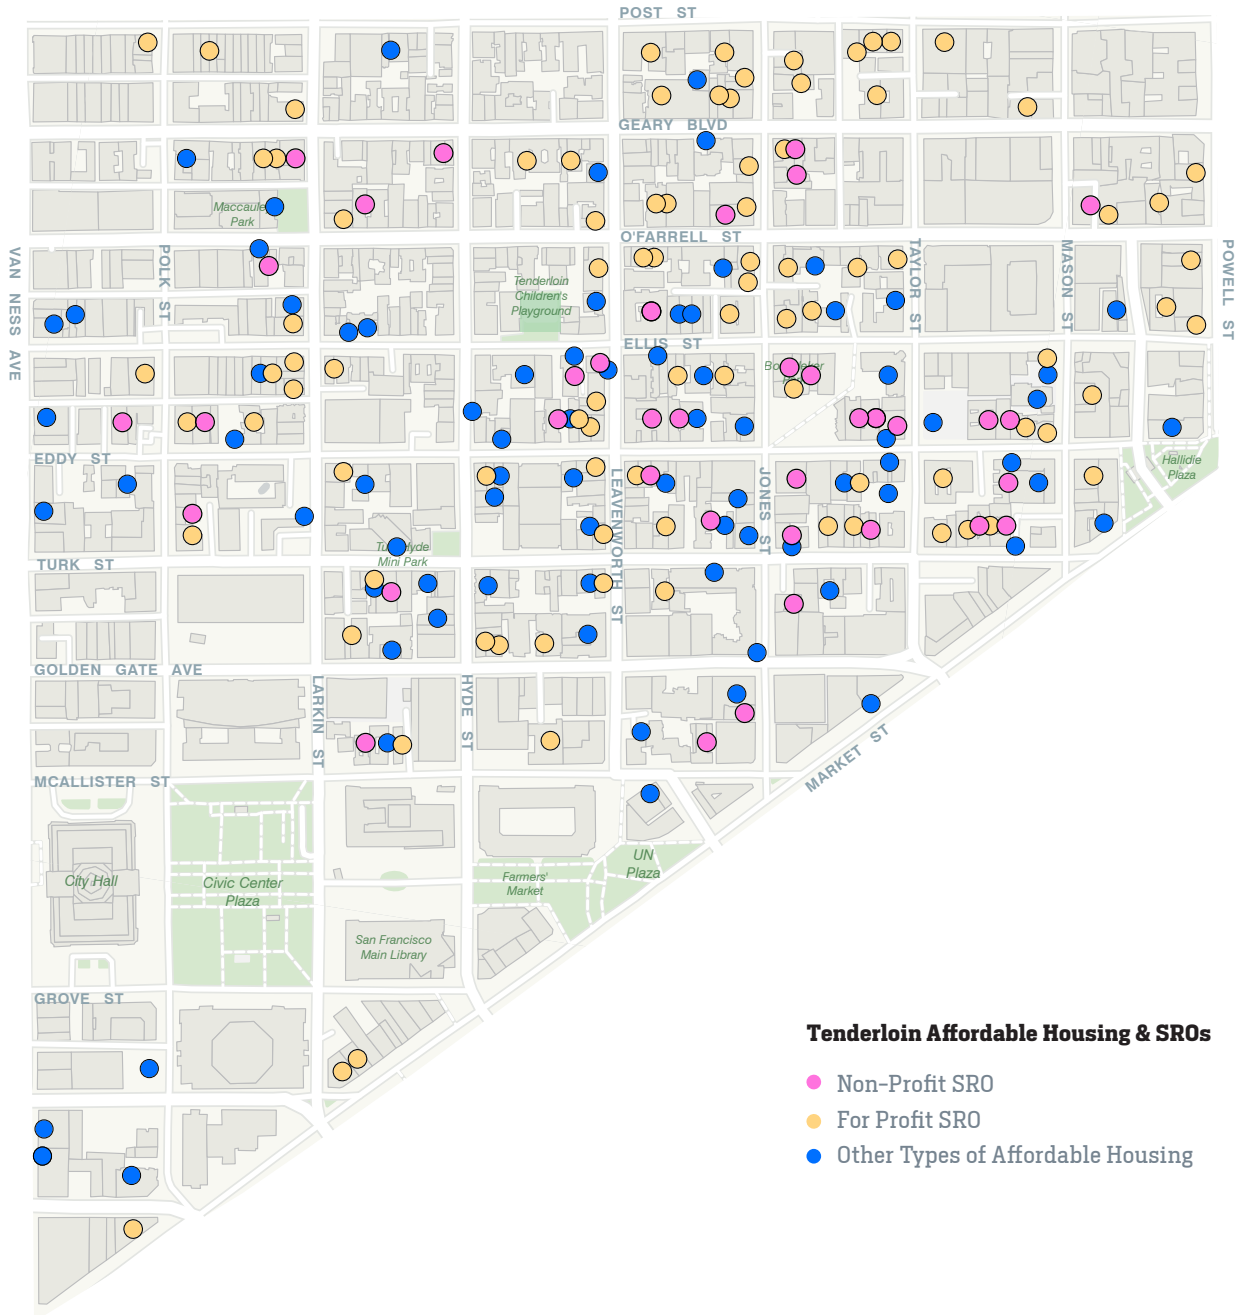 POST ST
GEARY BLVD
Maccaule
Park
O'FARRELL ST
VAN NESS AVE
POLK ST
TAYLOR ST
MASON ST
POWELL ST
Tenderloin
Children's
Playground
ELLIS ST
EDDY ST
Hallidie
Plaza
LEAVENWORTH ST
JONES ST
Hyde
Mini Park
TURK ST
GOLDEN GATE AVE
LARKIN ST
HYDE ST
MARKET ST
MCALLISTER ST
UN
Plaza
City Hall
Civic Center
Plaza
Farmers'
Market
San Francisco
Main Library
GROVE ST
Tenderloin Affordable Housing & SROs
Non-Profit SRO
For Profit SRO
Other Types of Affordable Housing